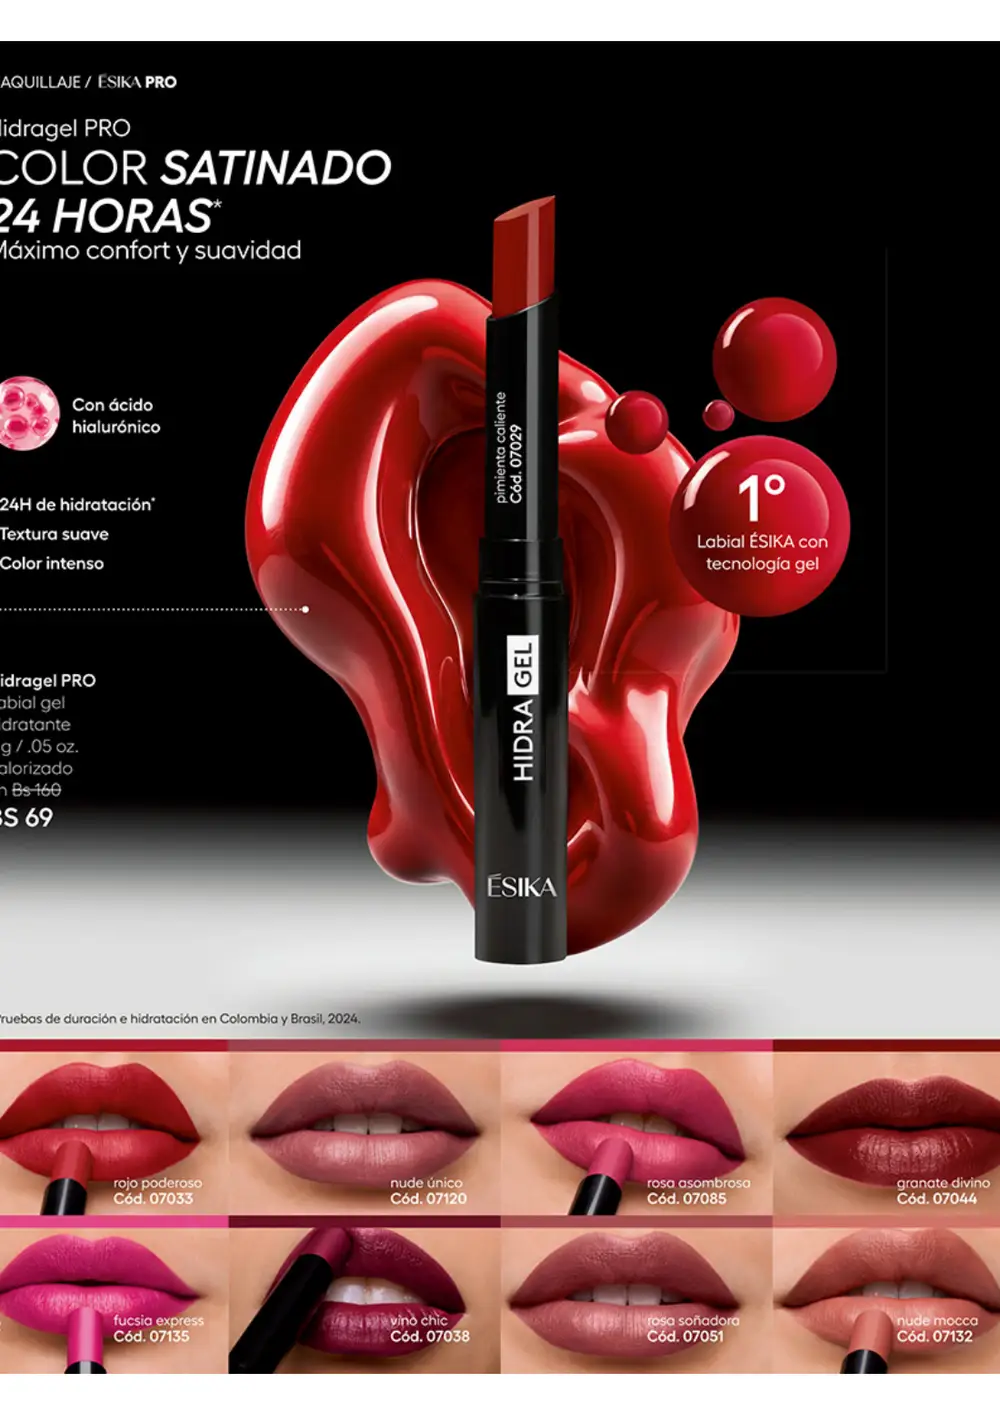 AQUILLAJE / ÉSIKA PRO
idragel PRO
COLOR SATINADO
24 HORAS*
Máximo confort y suavidad
Con ácido
hialurónico
24H de hidratación*
Textura suave
Color intenso
pimienta caliente
Cód. 07029
1°
Labial ÉSIKA con
tecnología gel
HIDRA GEL
ÉSIKA
idragel PRO
abial gel
idratante
g / .05 oz.
alorizado
n Bs 160
BS 69
ruebas de duración e hidratación en Colombia y Brasil, 2024.
rojo poderoso
Cód. 07033
nude único
Cód. 07120
rosa asombrosa
Cód. 07085
granate divino
Cód. 07044
fucsia express
Cód. 07135
vino chic
Cód. 07038
rosa soñadora
Cód. 07051
nude mocca
Cód. 07132